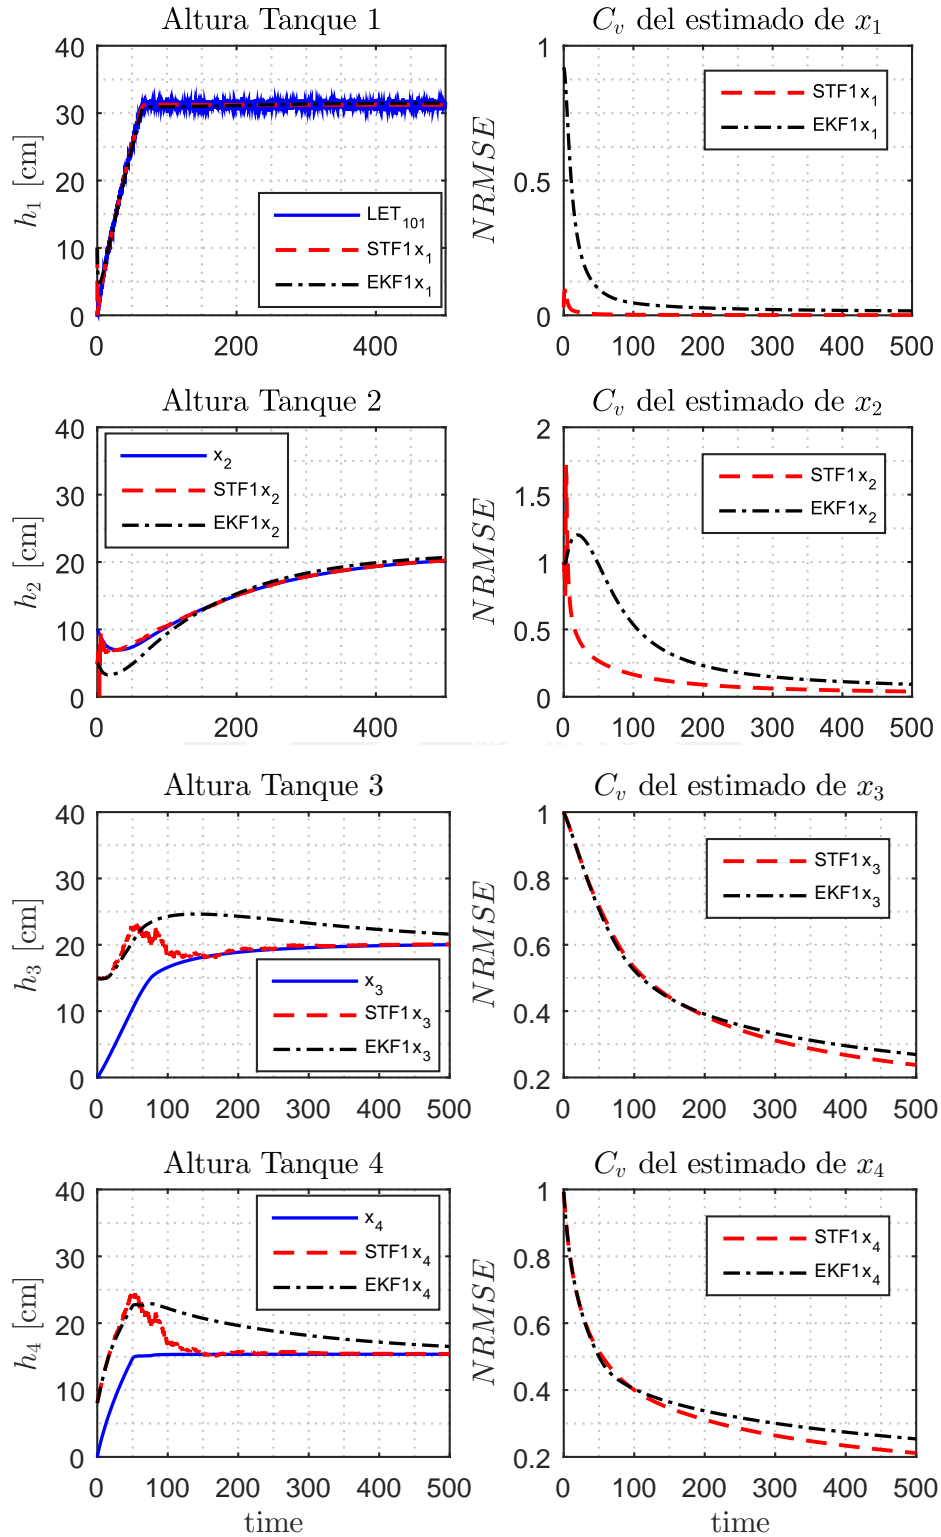 Altura Tanque 1
h1 [cm]
40
30
20
10
0
0
200
400
LET101
STF1x1
EKF1x1
Cv del estimado de x1
NRMSE
1
0.5
0
0
100
200
300
400
500
STF1x1
EKF1x1
Altura Tanque 2
h2 [cm]
40
30
20
10
0
0
200
400
x2
STF1x2
EKF1x2
Cv del estimado de x2
NRMSE
2
1.5
1
0.5
0
0
100
200
300
400
500
STF1x2
EKF1x2
Altura Tanque 3
h3 [cm]
40
30
20
10
0
0
100
200
300
400
500
x3
STF1x3
EKF1x3
Cv del estimado de x3
NRMSE
1
0.8
0.6
0.4
0.2
0
100
200
300
400
500
STF1x3
EKF1x3
Altura Tanque 4
h4 [cm]
40
30
20
10
0
0
100
200
300
400
500
time
x4
STF1x4
EKF1x4
Cv del estimado de x4
NRMSE
1
0.8
0.6
0.4
0.2
0
100
200
300
400
500
time
STF1x4
EKF1x4